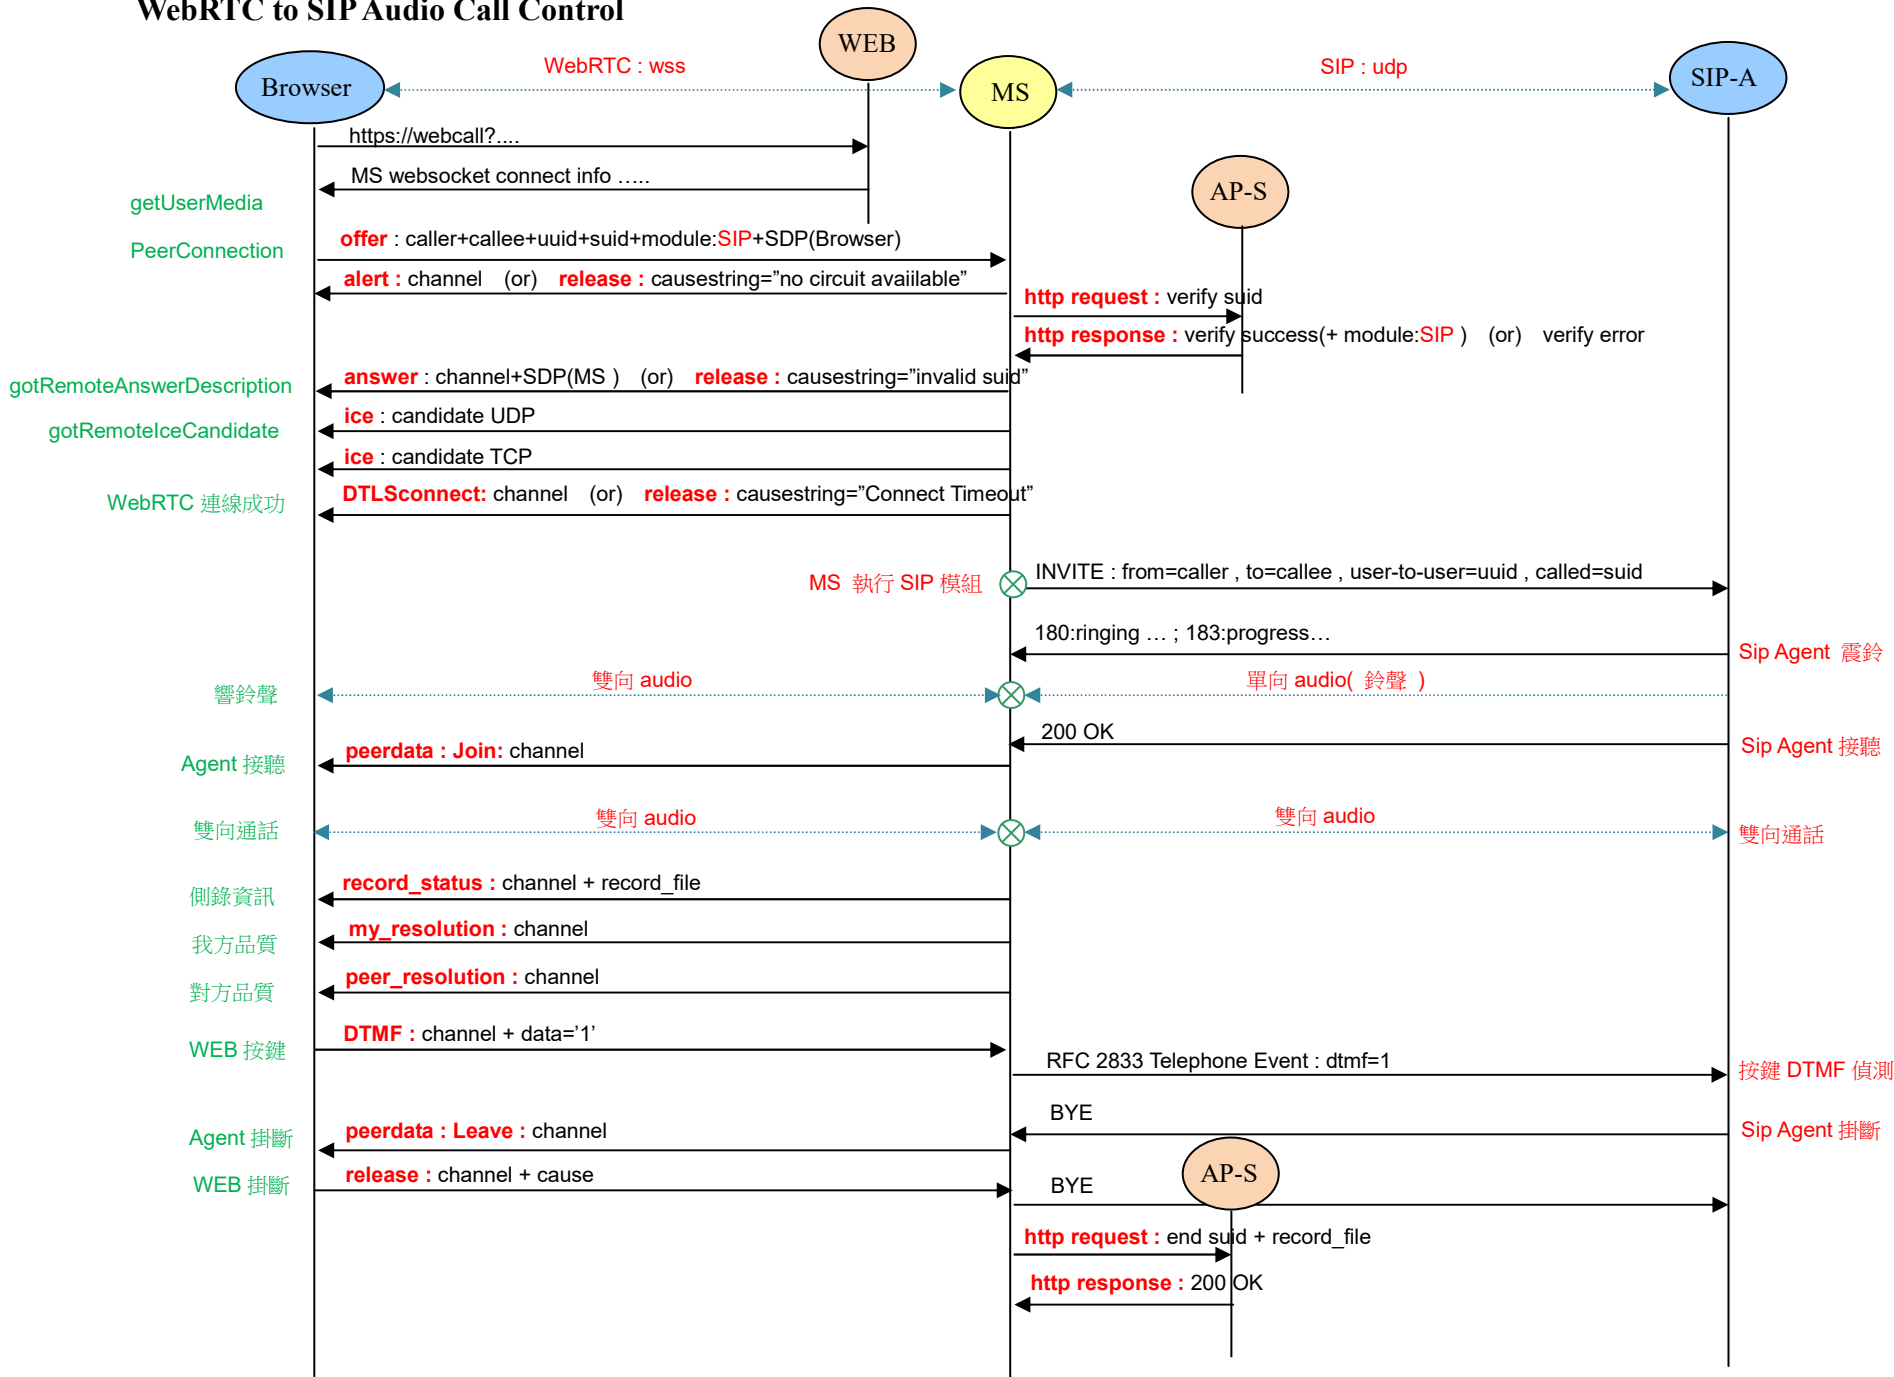 WebRTC to SIP Audio Call Control
WEB
WebRTC : wss
SIP : udp
Browser
MS
SIP-A
https://webcall?....
MS websocket connect info …..
AP-S
getUserMedia
offer : caller+callee+uuid+suid+module:SIP+SDP(Browser)
PeerConnection
alert : channel (or) release : causestring=”no circuit avaiilable”
http request : verify suid
http response : verify success(+ module:SIP ) (or) verify error
answer : channel+SDP(MS ) (or) release : causestring=”invalid suid”
gotRemoteAnswerDescription
ice : candidate UDP
gotRemoteIceCandidate
ice : candidate TCP
DTLSconnect: channel (or) release : causestring=”Connect Timeout”
WebRTC 連線成功
INVITE : from=caller , to=callee , user-to-user=uuid , called=suid
MS 執行 SIP 模組
180:ringing … ; 183:progress…
Sip Agent 震鈴
雙向 audio
單向 audio( 鈴聲 )
響鈴聲
200 OK
peerdata : Join: channel
Sip Agent 接聽
Agent 接聽
雙向 audio
雙向 audio
雙向通話
雙向通話
record_status : channel + record_file
側錄資訊
my_resolution : channel
我方品質
peer_resolution : channel
對方品質
DTMF : channel + data=’1’
WEB 按鍵
RFC 2833 Telephone Event : dtmf=1
按鍵 DTMF 偵測
BYE
peerdata : Leave : channel
Agent 掛斷
Sip Agent 掛斷
release : channel + cause
AP-S
WEB 掛斷
BYE
http request : end suid + record_file
http response : 200 OK